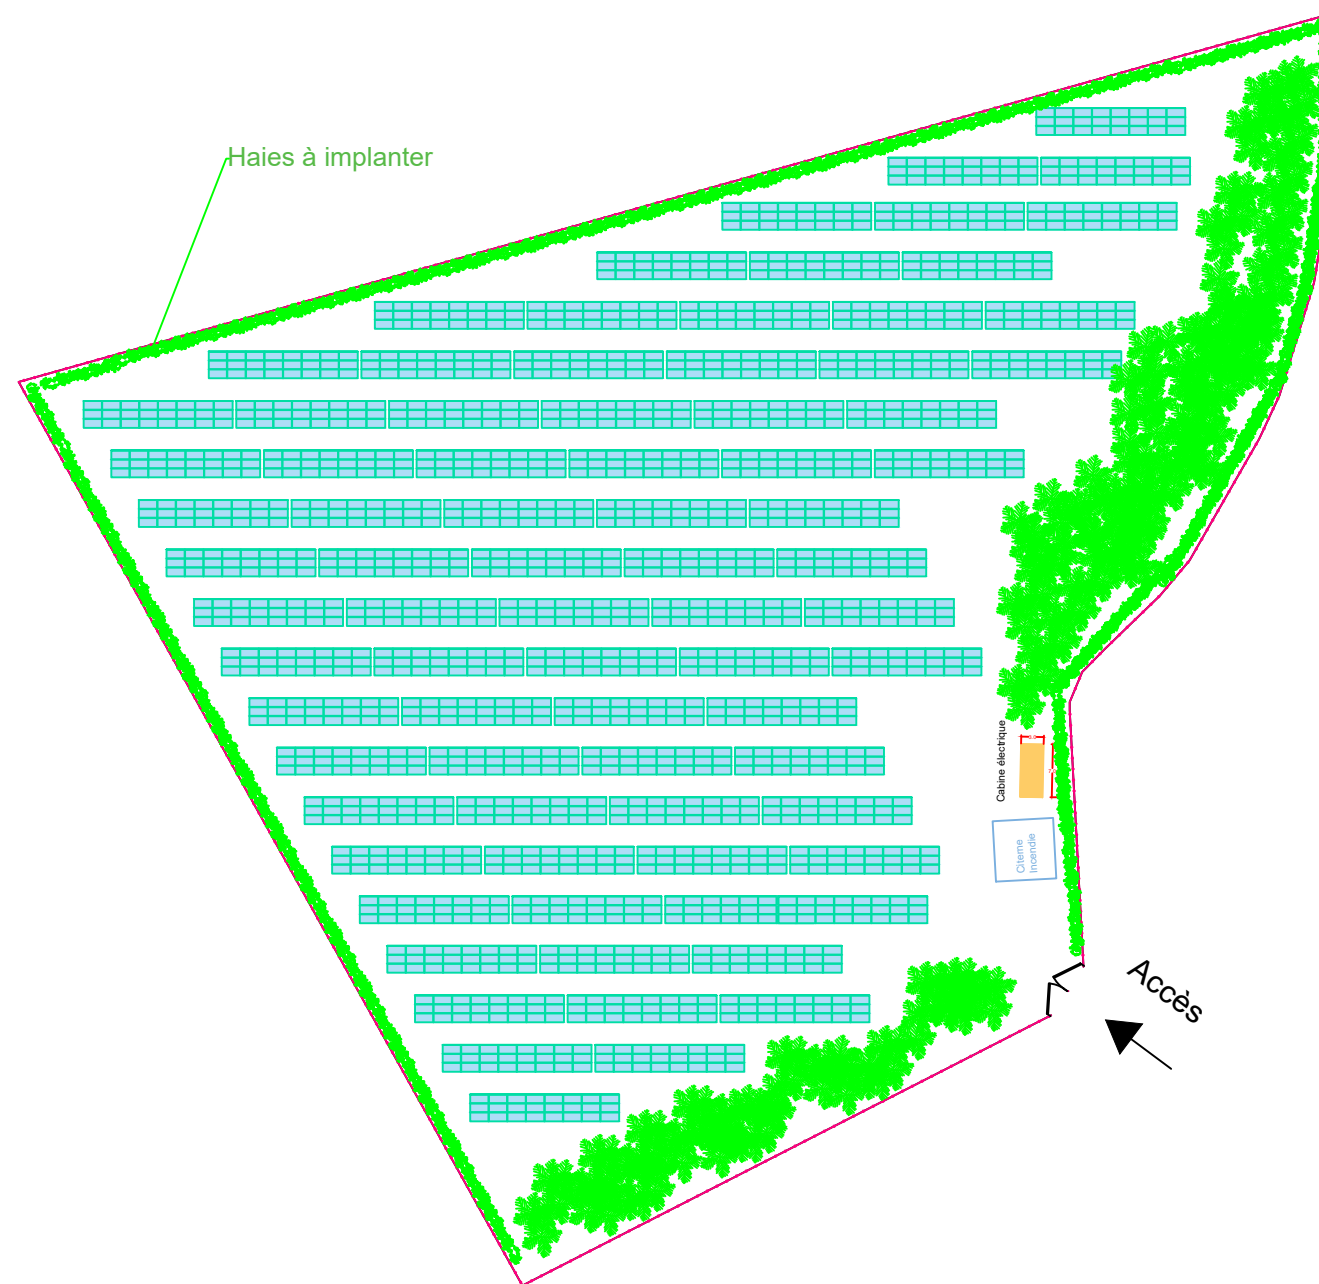 Haies à implanter
Cabine électrique
Citerne
Incendie
Accès